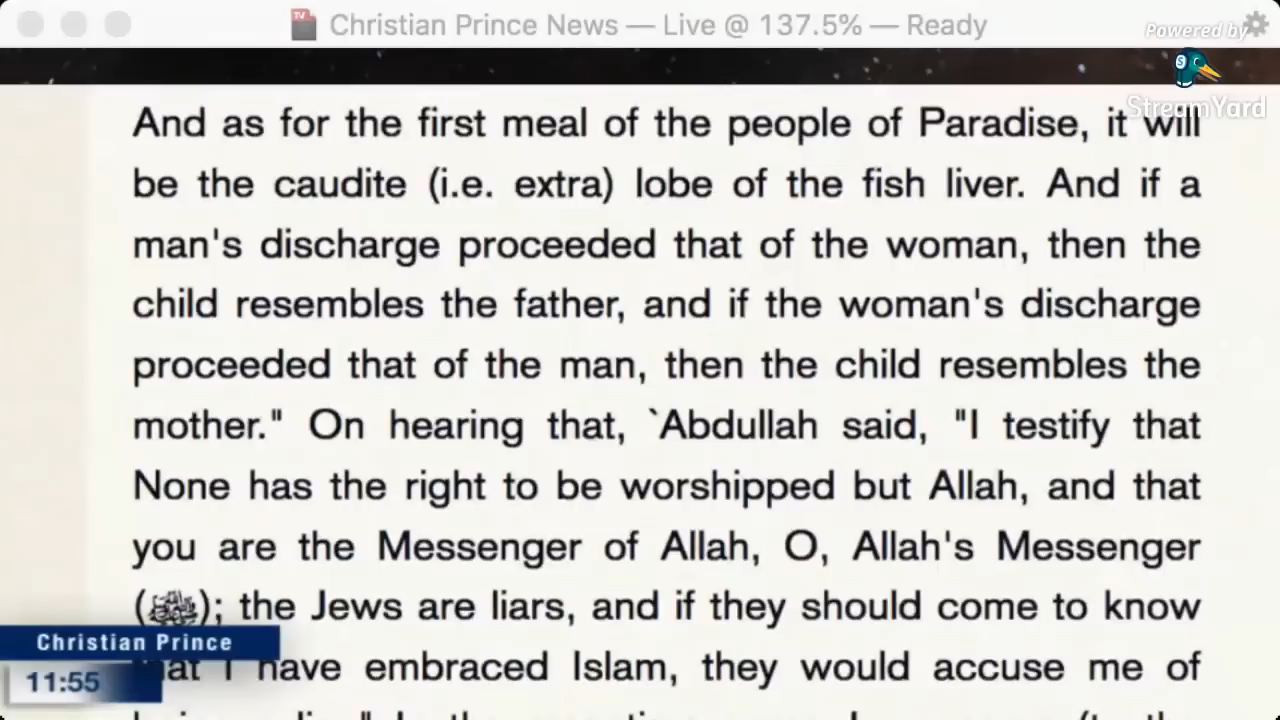 Christian Prince News — Live @ 137.5% — Ready
Powered by
StreamYard
And as for the first meal of the people of Paradise, it will
be the caudite (i.e. extra) lobe of the fish liver. And if a
man's discharge proceeded that of the woman, then the
child resembles the father, and if the woman's discharge
proceeded that of the man, then the child resembles the
mother." On hearing that, `Abdullah said, "I testify that
None has the right to be worshipped but Allah, and that
you are the Messenger of Allah, O, Allah's Messenger
(ﷺ); the Jews are liars, and if they should come to know
I have embraced Islam, they would accuse me of
Christian Prince
11:55